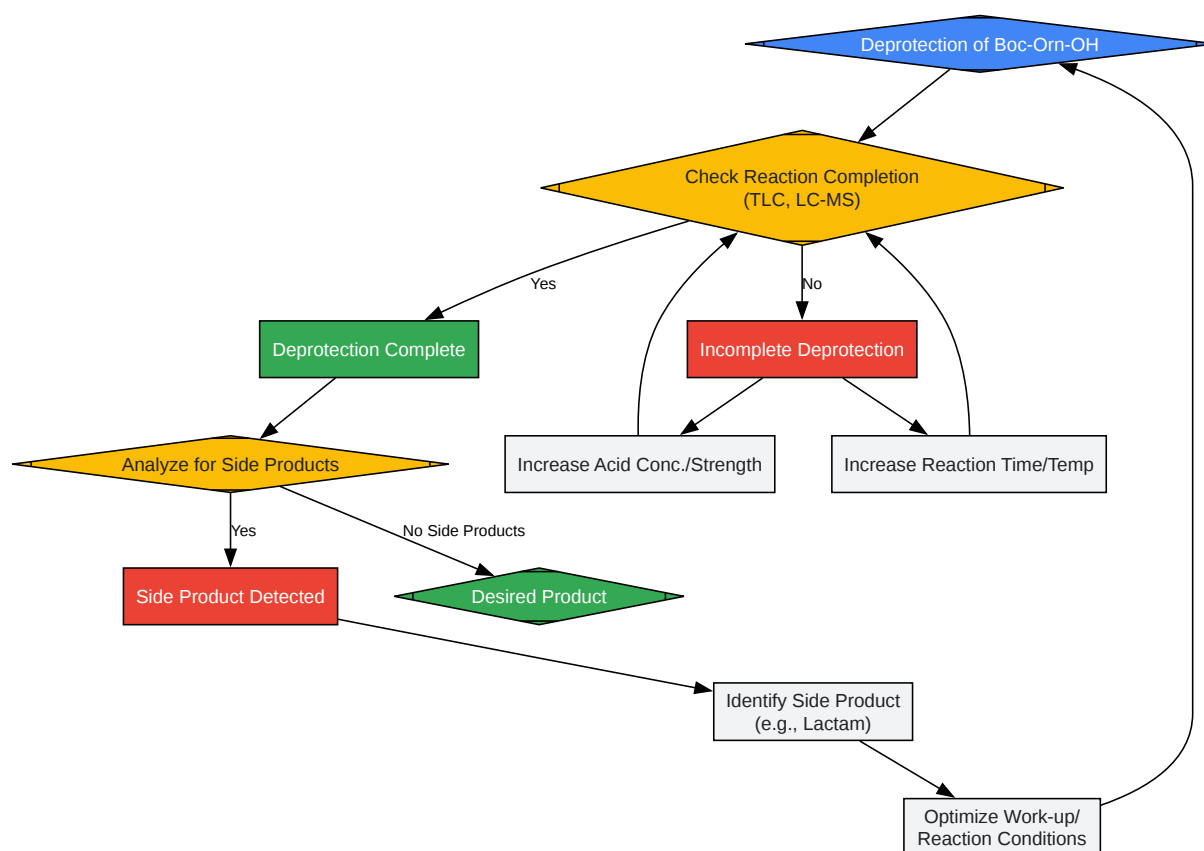 Deprotection of Boc-Orn-OH
Check Reaction Completion
(TLC, LC-MS)
Yes
No
Deprotection Complete
Incomplete Deprotection
Analyze for Side Products
Increase Acid Conc./Strength
Increase Reaction Time/Temp
Yes
No Side Products
Side Product Detected
Desired Product
Identify Side Product
(e.g., Lactam)
Optimize Work-up/
Reaction Conditions